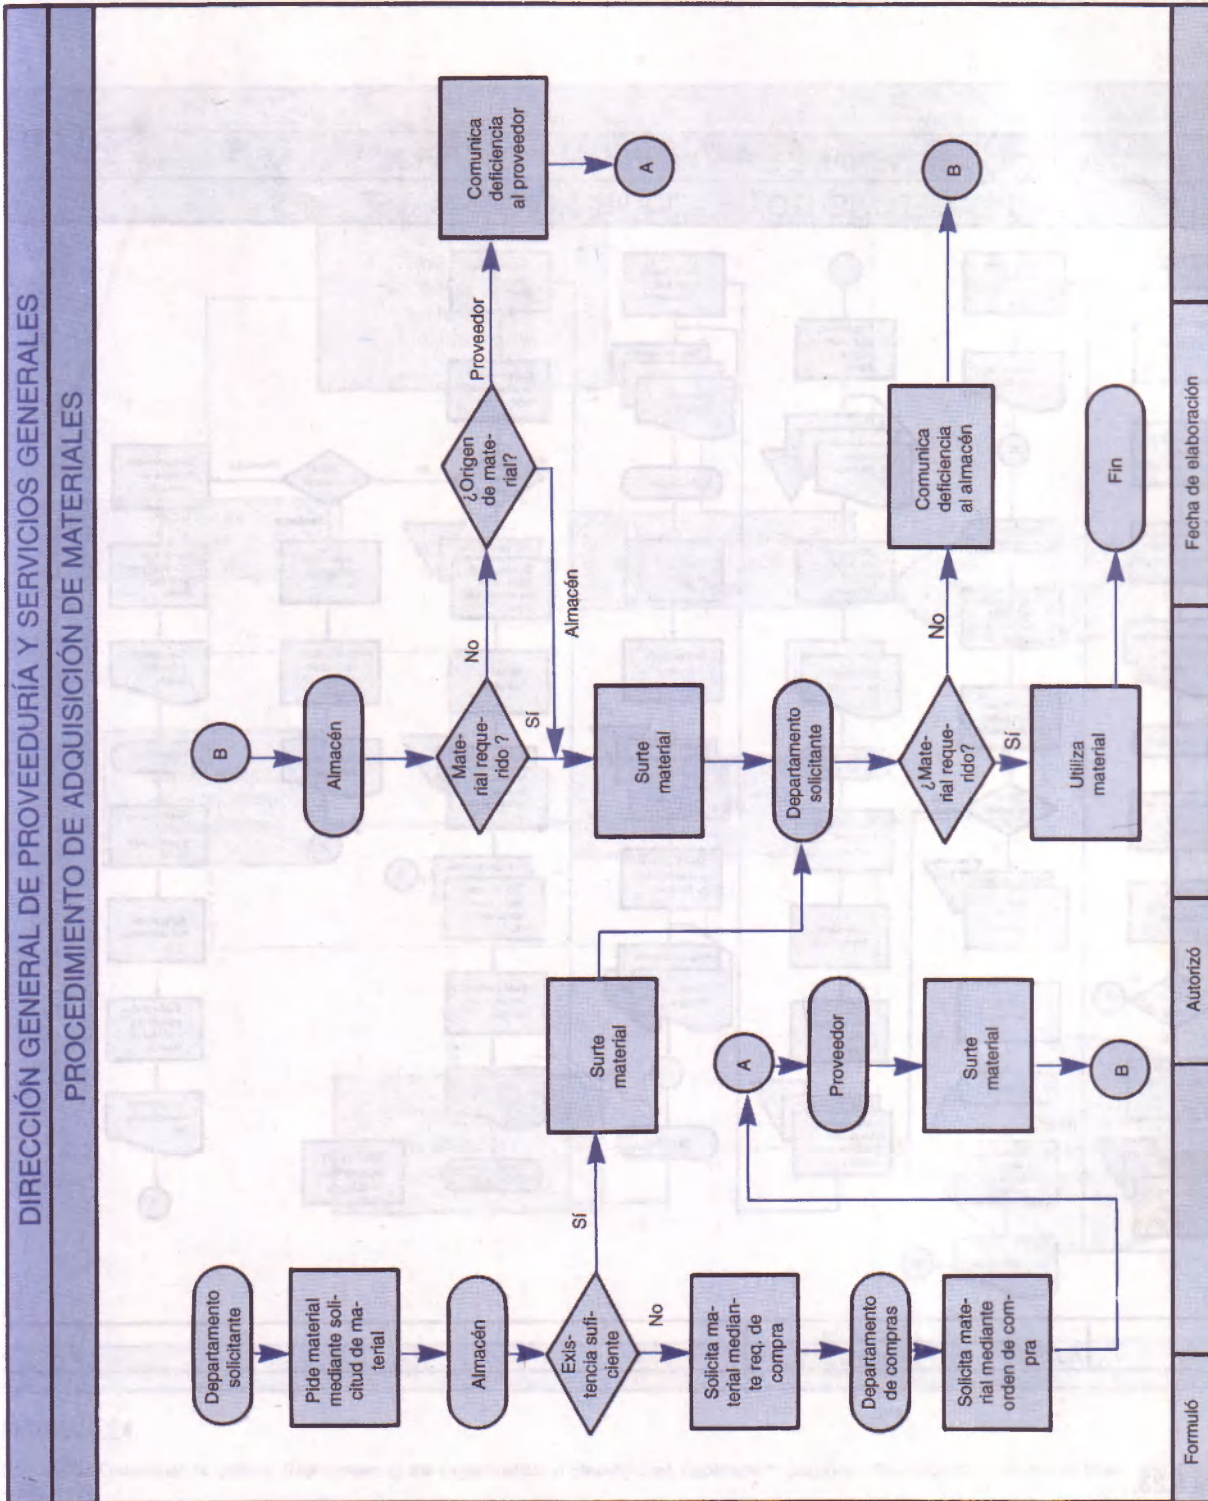 DIRECCIÓN GENERAL DE PROVEEDURÍA Y SERVICIOS GENERALES
PROCEDIMIENTO DE ADQUISICIÓN DE MATERIALES
Departamento
solicitante
Pide material
mediante soli-
citud de ma-
terial
Almacén
Exis-
tencia sufi-
ciente
Sí
No
Solicita ma-
terial median-
te req. de
compra
Departamento
de compras
Solicita mate-
rial mediante
orden de com-
pra
Surte
material
A
Proveedor
Surte
material
B
B
Almacén
Mate-
rial reque-
rido ?
No
Sí
¿Origen
de mate-
rial?
Proveedor
Almacén
Comunica
deficiencia
al proveedor
A
Surte
material
Departamento
solicitante
¿Mate-
rial reque-
rido?
No
Sí
Comunica
deficiencia
al almacén
B
Utiliza
material
Fin
Formuló
Autorizó
Fecha de elaboración